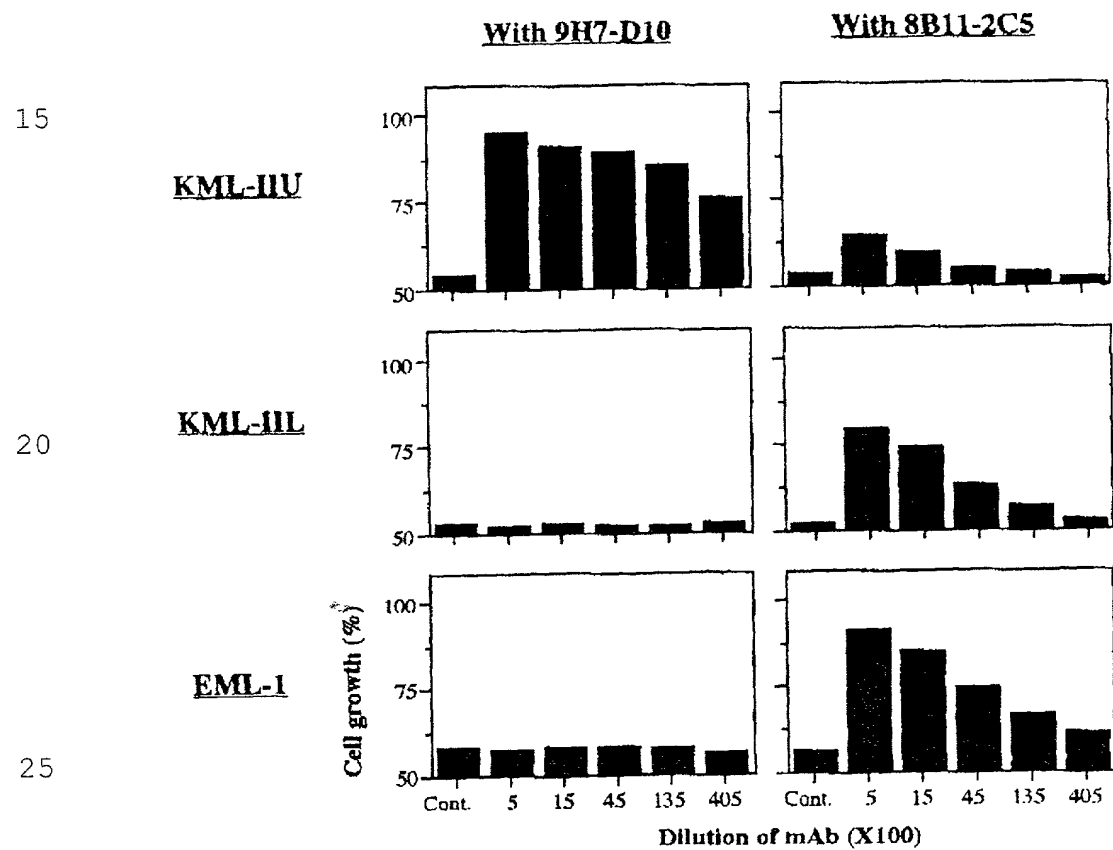 With 9H7-D10
With 8B11-2C5
15
KML-IIU
100
75
50
20
KML-IIL
100
75
50
25
EML-1
Cell growth (%)
100
75
50
Cont. 5 15 45 135 405
Cont. 5 15 45 135 405
Dilution of mAb (X100)